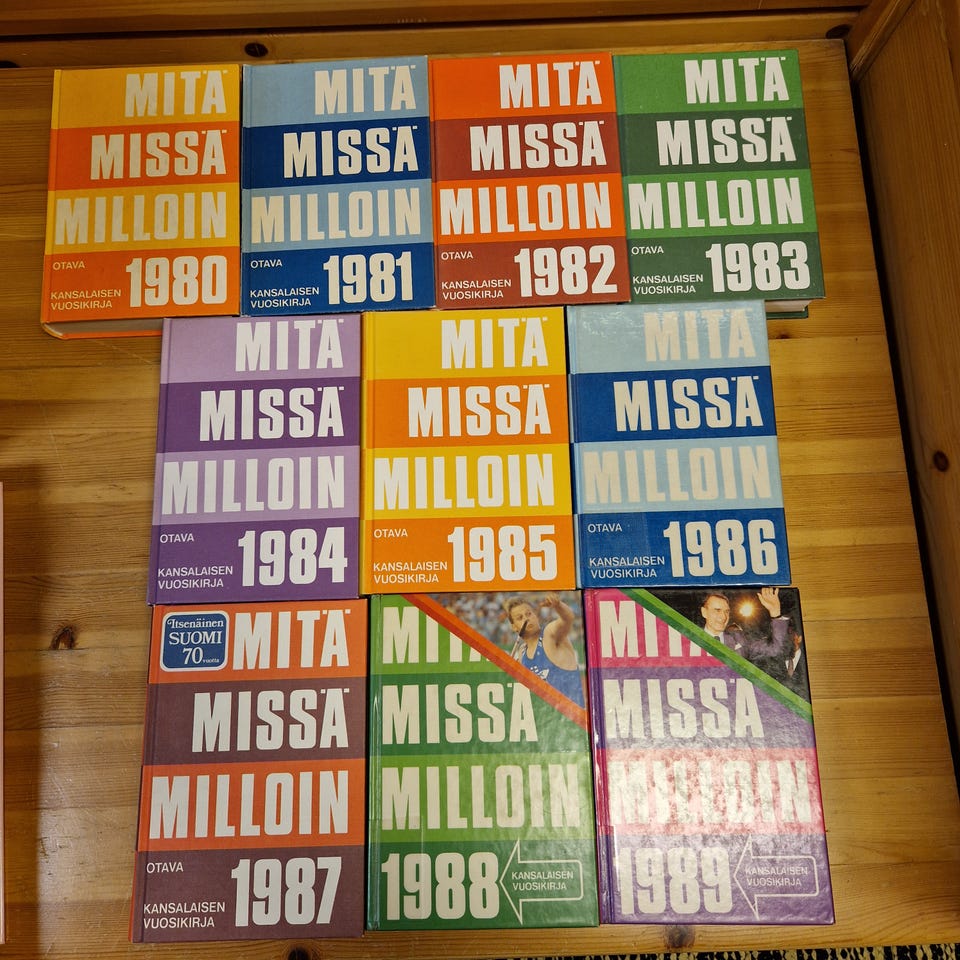 MITÄ
MISSÄ
MILLOIN
OTAVA
KANSALAISEN
VUOSIKIRJA
1980
MITÄ
MISSÄ
MILLOIN
OTAVA
KANSALAISEN
VUOSIKIRJA
1981
MITÄ
MISSÄ
MILLOIN
OTAVA
KANSALAISEN
VUOSIKIRJA
1982
MITÄ
MISSÄ
MILLOIN
OTAVA
KANSALAISEN
VUOSIKIRJA
1983
MITÄ
MISSÄ
MILLOIN
OTAVA
KANSALAISEN
VUOSIKIRJA
1984
MITÄ
MISSÄ
MILLOIN
OTAVA
KANSALAISEN
VUOSIKIRJA
1985
MITÄ
MISSÄ
MILLOIN
OTAVA
KANSALAISEN
VUOSIKIRJA
1986
Itsenäinen
SUOMI
70 vuotta
MITÄ
MISSÄ
MILLOIN
OTAVA
KANSALAISEN
VUOSIKIRJA
1987
MITÄ
MISSÄ
MILLOIN
1988
KANSALAISEN
VUOSIKIRJA
MITÄ
MISSÄ
MILLOIN
1989
KANSALAISEN
VUOSIKIRJA